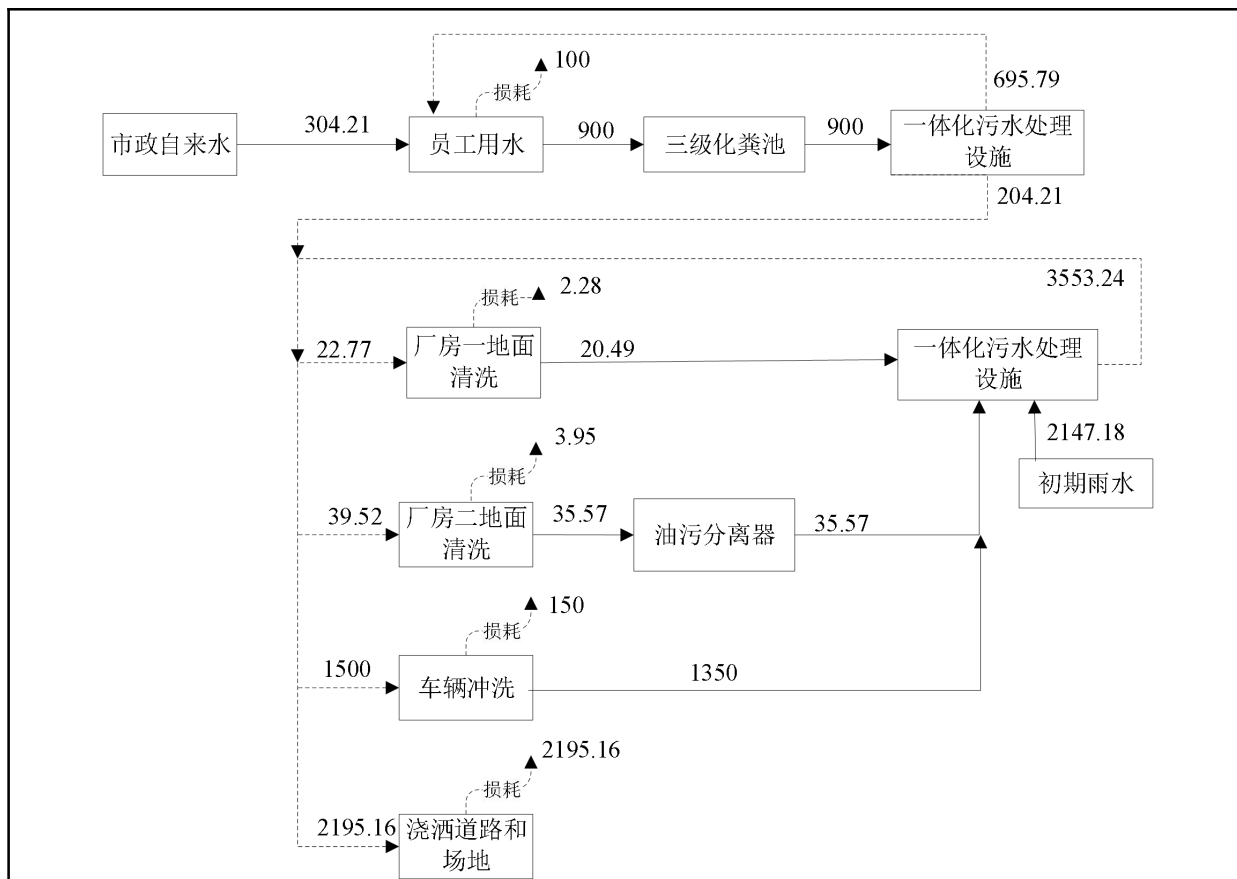 100
695.79
损耗
市政自来水
304.21
员工用水
900
三级化粪池
900
一体化污水处理
设施
204.21
3553.24
2.28
损耗
22.77
厂房一地面
清洗
20.49
一体化污水处理
设施
2147.18
初期雨水
3.95
损耗
39.52
厂房二地面
清洗
35.57
油污分离器
35.57
150
损耗
1500
车辆冲洗
1350
2195.16
损耗
2195.16
浇洒道路和
场地